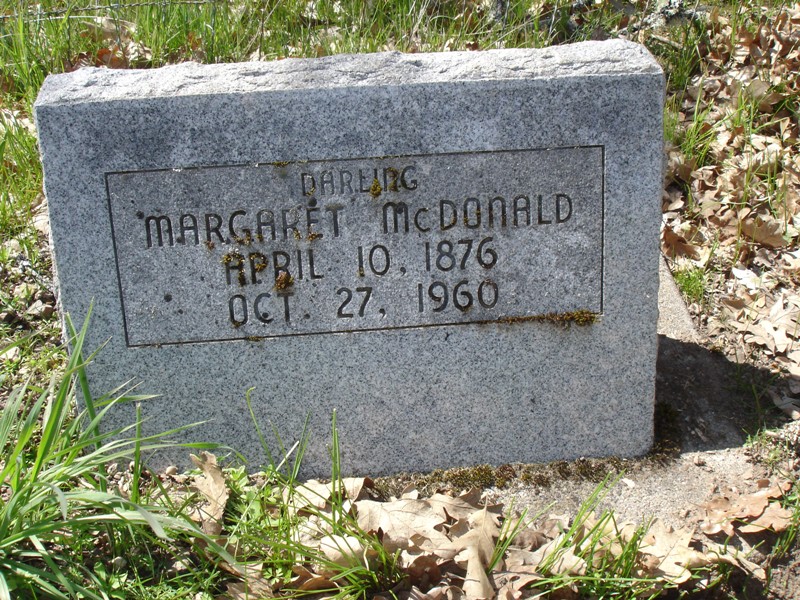 DARLING
MARGARET McDONALD
APRIL 10, 1876
OCT. 27, 1960